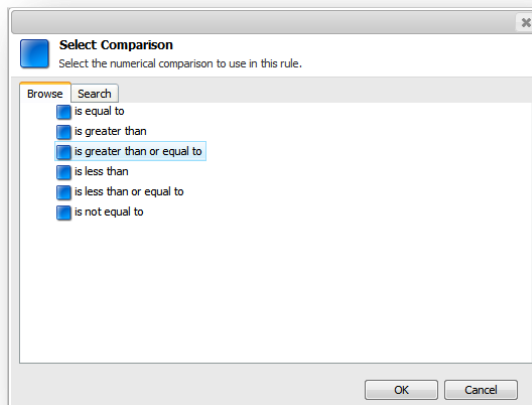 Select Comparison
Select the numerical comparison to use in this rule.
Browse Search
is equal to
is greater than
is greater than or equal to
is less than
is less than or equal to
is not equal to
OK Cancel